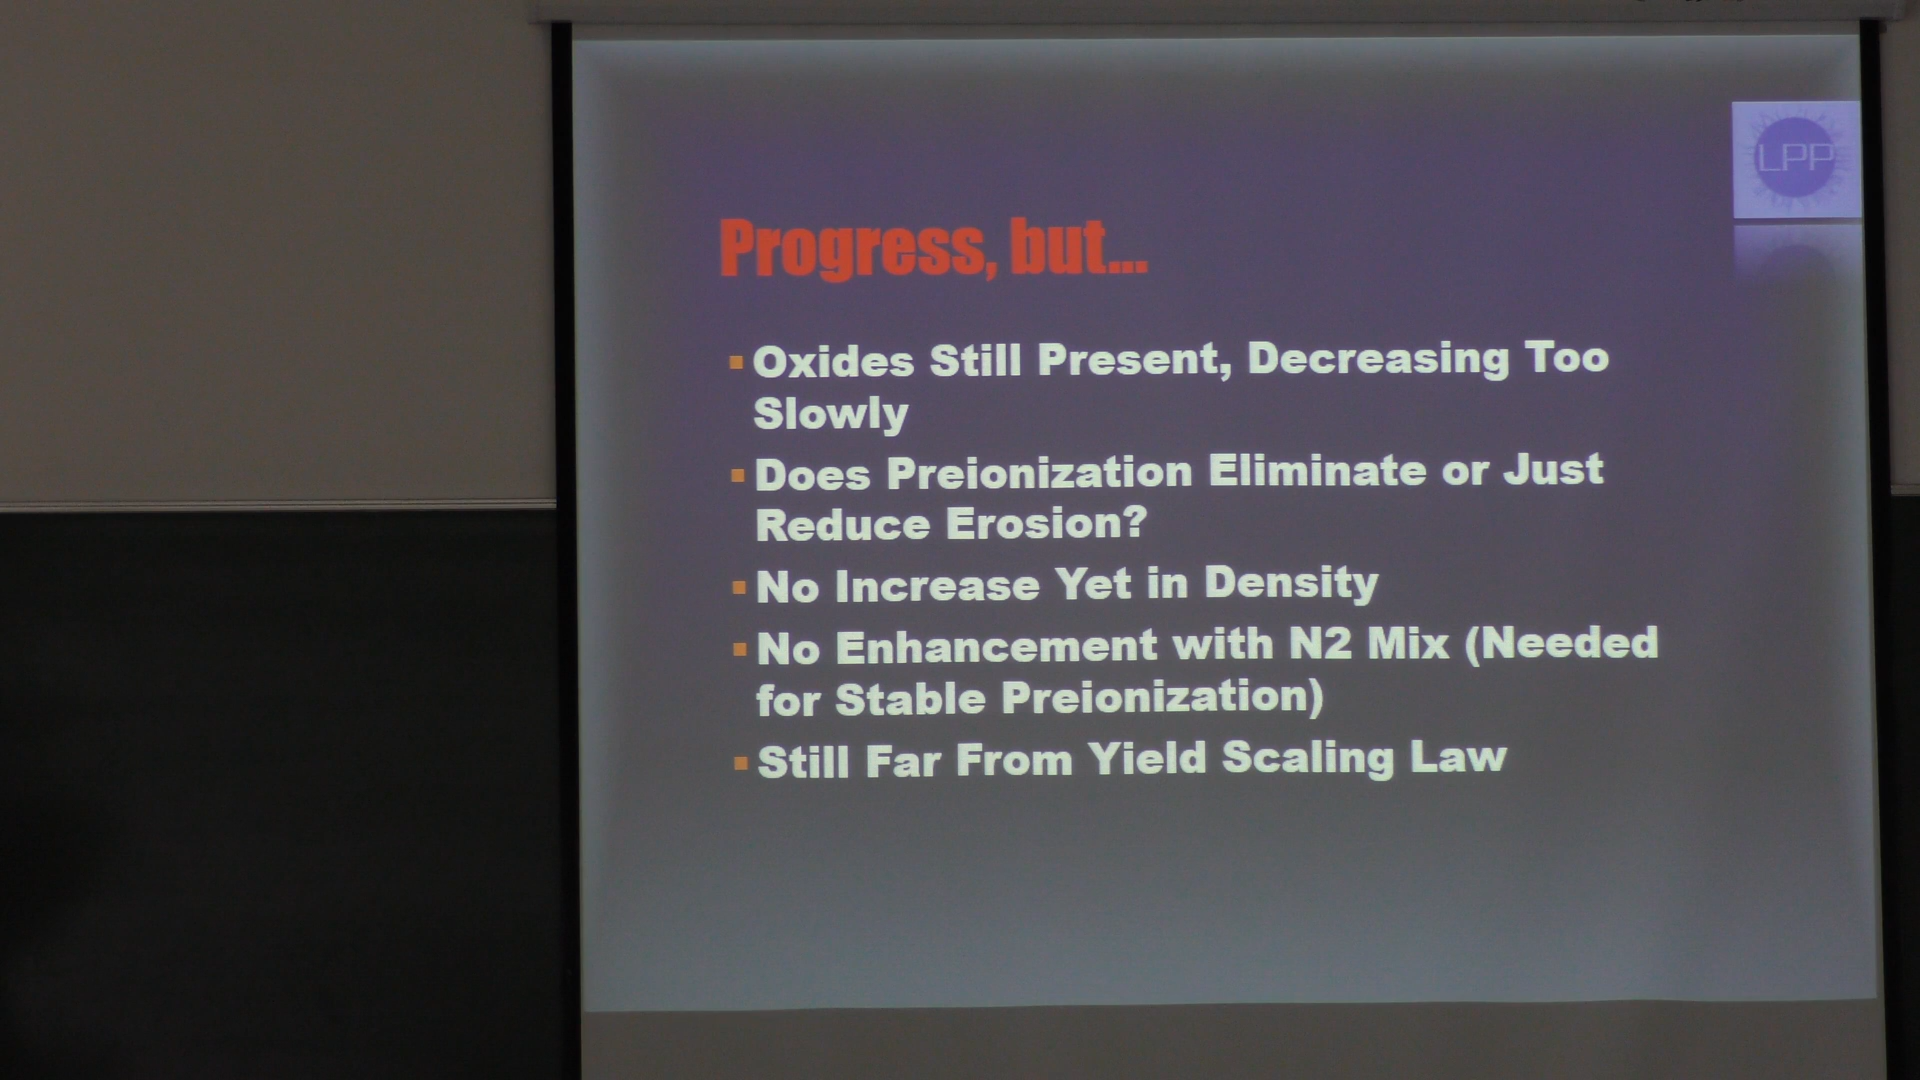 LPP
Progress, but...
Oxides Still Present, Decreasing Too
Slowly
Does Preionization Eliminate or Just
Reduce Erosion?
No Increase Yet in Density
No Enhancement with N2 Mix (Needed
for Stable Preionization)
Still Far From Yield Scaling Law